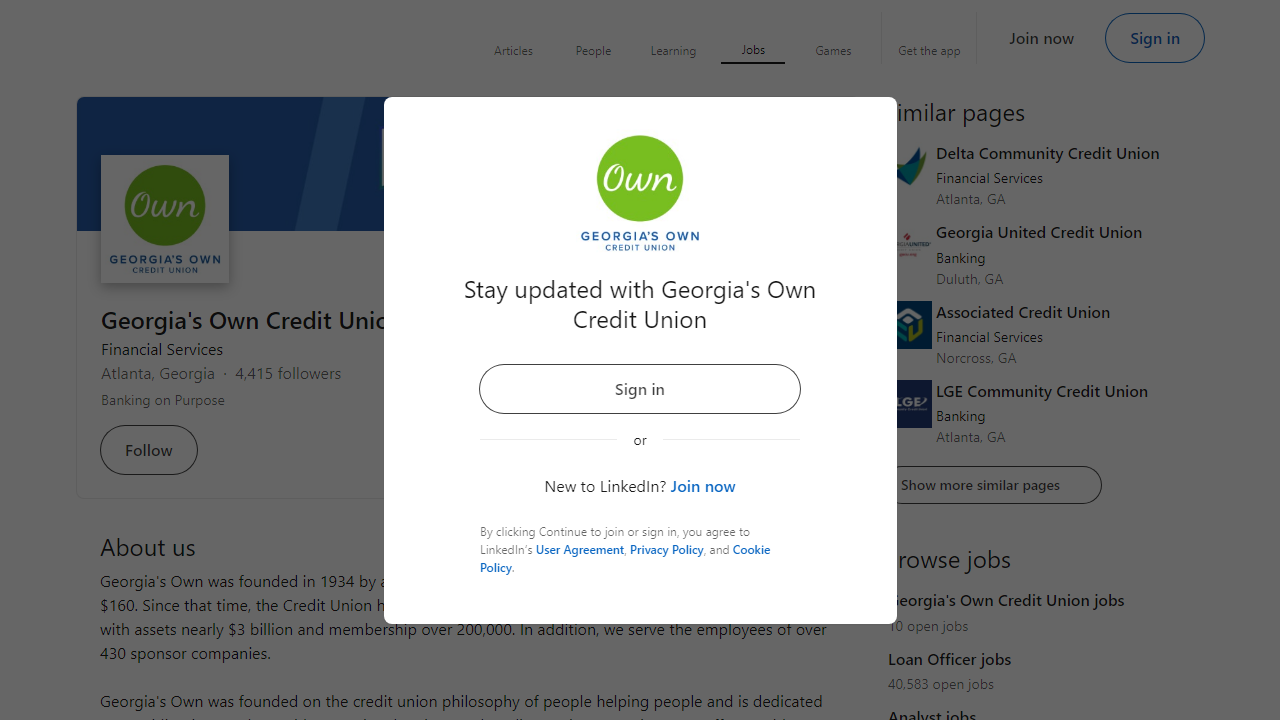 Articles
People
Learning
Jobs
Games
Get the app
Join now
Sign in
Own
GEORGIA'S OWN
CREDIT UNION
Georgia's Own Credit
Financial Services
Atlanta, Georgia · 4,415 followers
Banking on Purpose
Follow
About us
Georgia's Own was founded in 1934 by
$160. Since that time, the Credit Union
with assets nearly $3 billion and membership over 200,000. In addition, we serve the employees of over
430 sponsor companies.
Georgia's Own was founded on the credit union philosophy of people helping people and is dedicated
Own
GEORGIA'S OWN
CREDIT UNION
Stay updated with Georgia's Own
Credit Union
Sign in
or
New to LinkedIn? Join now
By clicking Continue to join or sign in, you agree to
LinkedIn's User Agreement, Privacy Policy, and Cookie
Policy.
imilar pages
Delta Community Credit Union
Financial Services
Atlanta, GA
Georgia United Credit Union
Banking
Duluth, GA
Associated Credit Union
Financial Services
Norcross, GA
LGE
LGE Community Credit Union
Banking
Atlanta, GA
Show more similar pages
rowse jobs
Georgia's Own Credit Union jobs
10 open jobs
Loan Officer jobs
40,583 open jobs
Analyst jobs